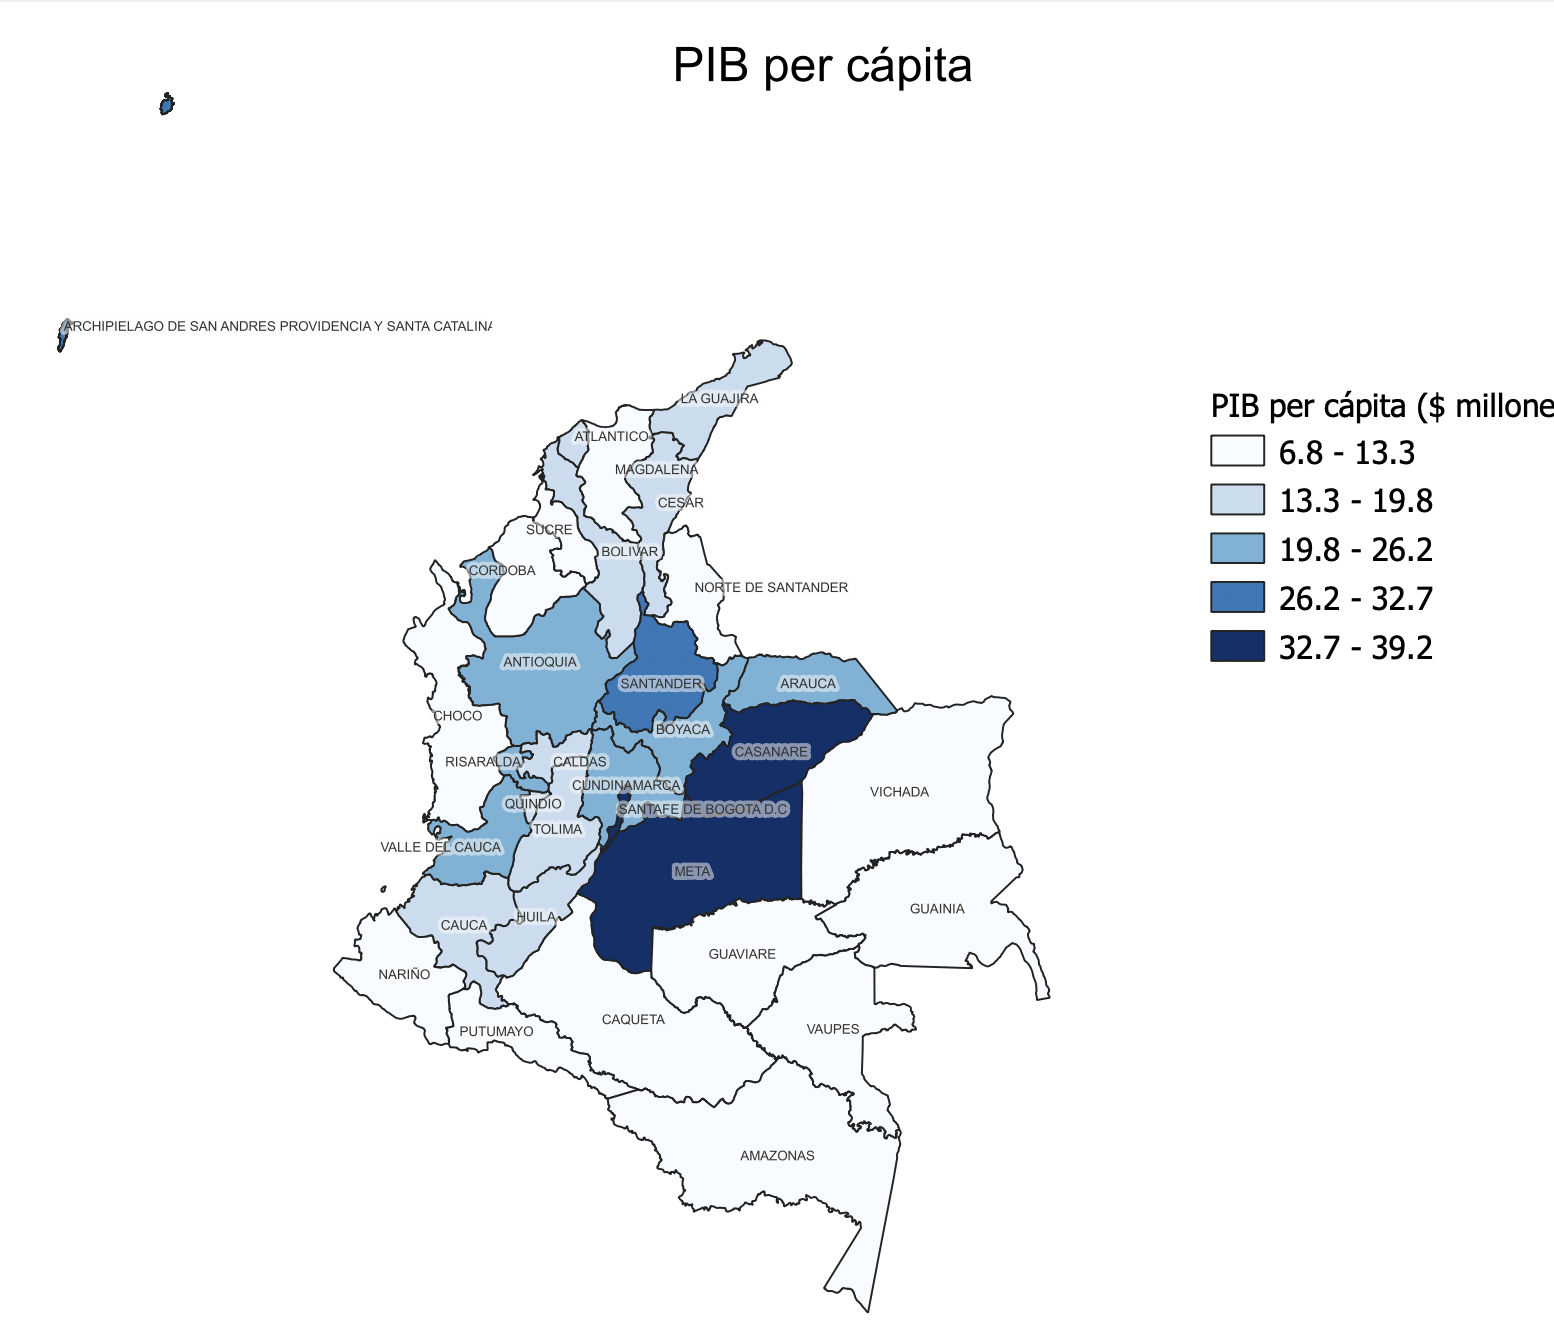 PIB per cápita
ARCHIPIELAGO DE SAN ANDRES PROVIDENCIA Y SANTA CATALINA
LA GUAJIRA
ATLANTICO
MAGDALENA
CESAR
SUCRE
BOLIVAR
CORDOBA
NORTE DE SANTANDER
ANTIOQUIA
SANTANDER
ARAUCA
CHOCO
BOYACA
CASANARE
RISARALDA
CALDAS
CUNDINAMARCA
VICHADA
QUINDIO
SANTAFE DE BOGOTA D.C
TOLIMA
VALLE DEL CAUCA
META
GUAINIA
HUILA
CAUCA
GUAVIARE
NARIÑO
CAQUETA
VAUPES
PUTUMAYO
AMAZONAS
PIB per cápita ($ millone
6.8 - 13.3
13.3 - 19.8
19.8 - 26.2
26.2 - 32.7
32.7 - 39.2